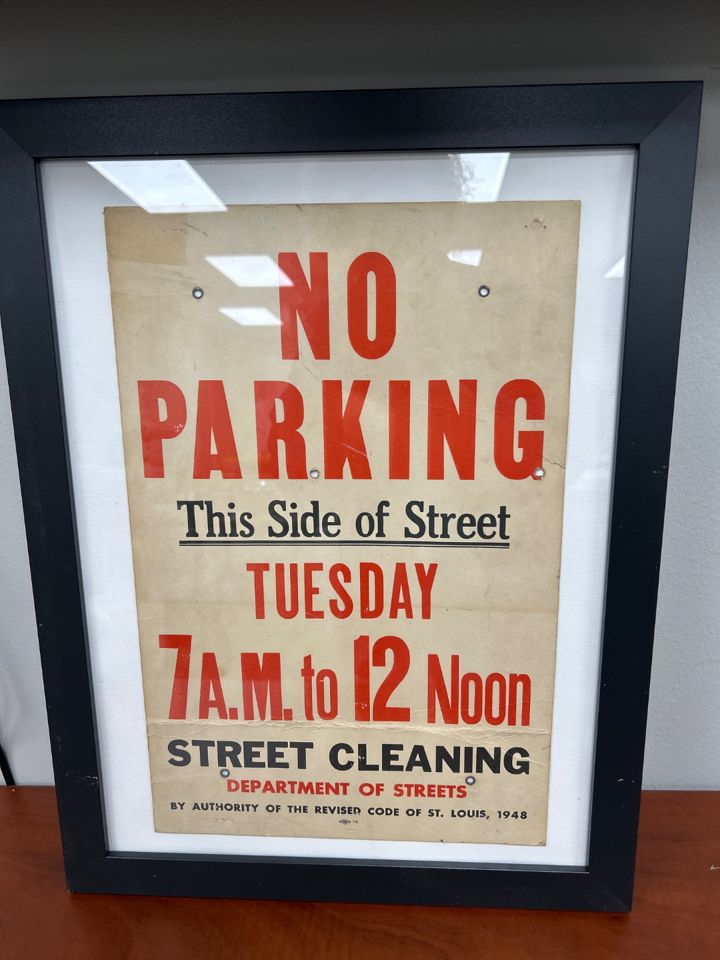 NO
PARKING
This Side of Street
TUESDAY
7 A.M. to 12 Noon
STREET CLEANING
DEPARTMENT OF STREETS
BY AUTHORITY OF THE REVISED CODE OF ST. LOUIS, 1948